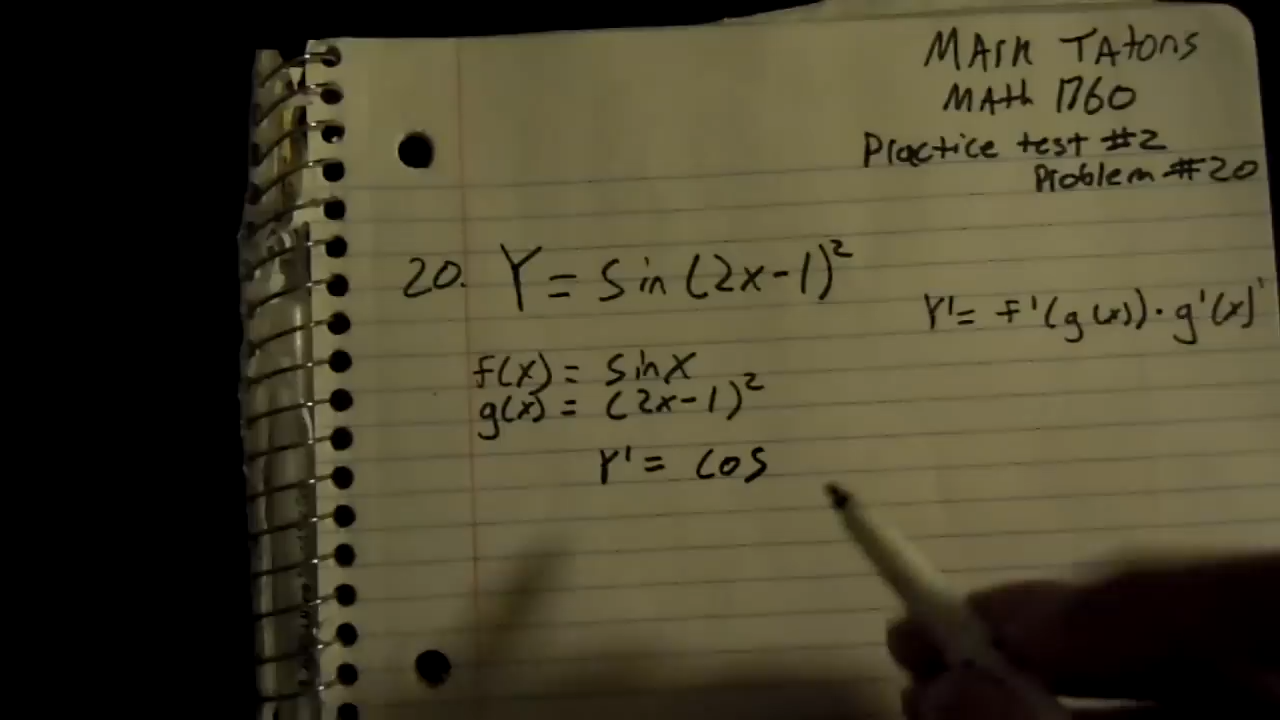 MArk TAtons
MAth 1760
Practice test #2
Problem #20
20. Y = sin (2x-1)²
Y' = f'(g(x)) · g'(x)'
f(x) = sinx
g(x) = (2x-1)²
Y' = cos